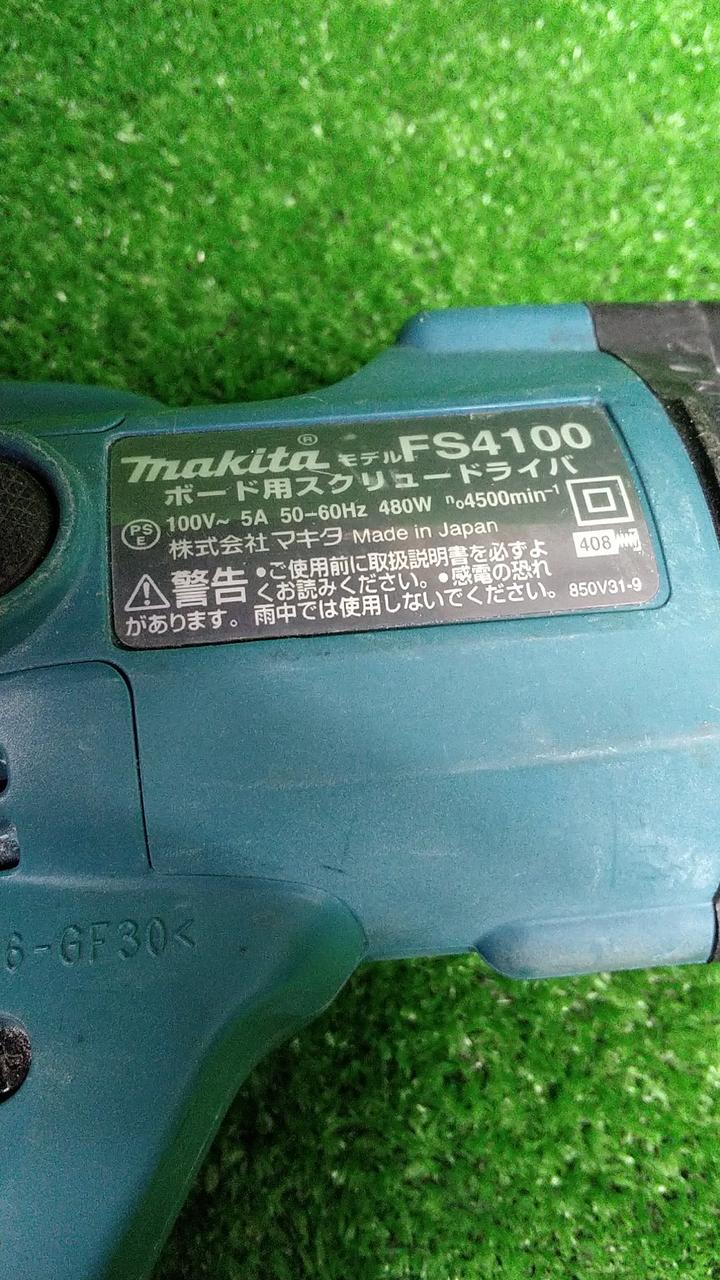 makita® モデル FS4100
ボード用スクリュードライバ
PS E 100V~ 5A 50-60Hz 480W n₀4500min⁻¹
株式会社 マキタ Made in Japan 408
⚠警告 •ご使用前に取扱説明書を必ずよ
くお読みください。•感電の恐れ
があります。雨中では使用しないでください。 850V31-9
6-GF30<